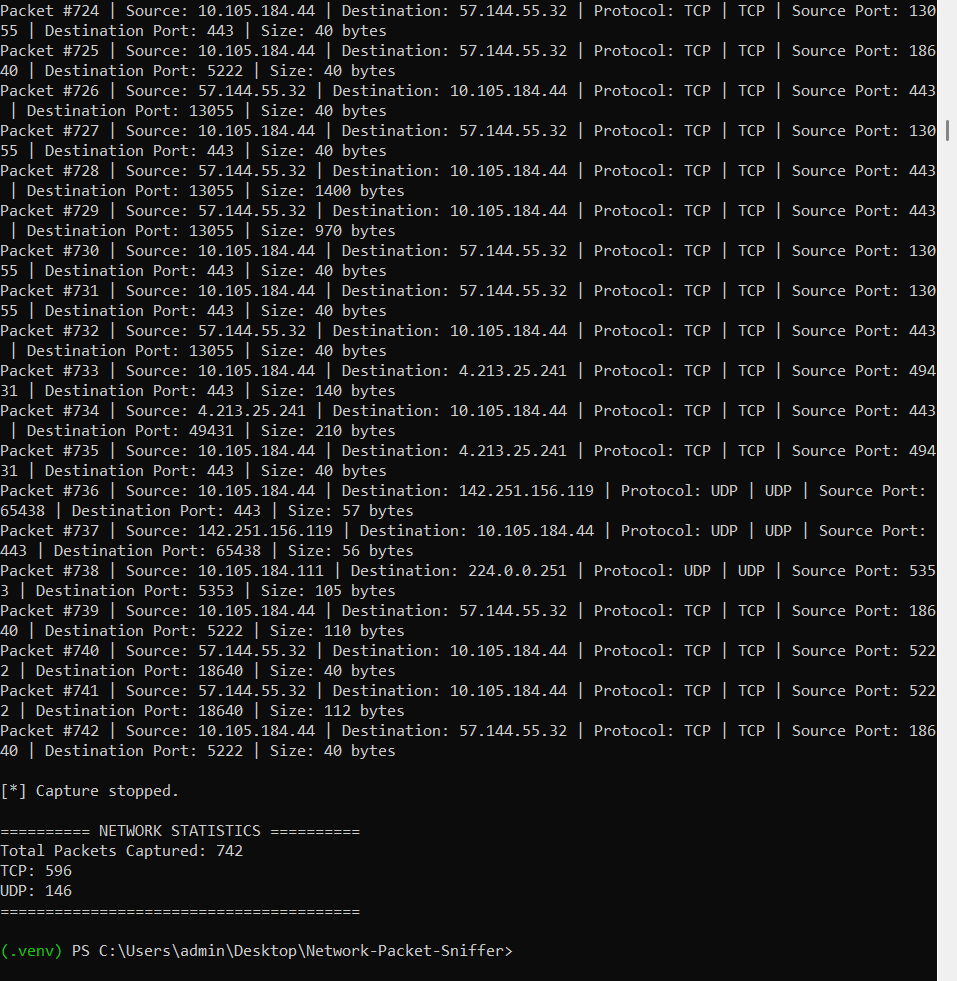 Packet #724 | Source: 10.105.184.44 | Destination: 57.144.55.32 | Protocol: TCP | TCP | Source Port: 130
55 | Destination Port: 443 | Size: 40 bytes
Packet #725 | Source: 10.105.184.44 | Destination: 57.144.55.32 | Protocol: TCP | TCP | Source Port: 186
40 | Destination Port: 5222 | Size: 40 bytes
Packet #726 | Source: 57.144.55.32 | Destination: 10.105.184.44 | Protocol: TCP | TCP | Source Port: 443
 | Destination Port: 13055 | Size: 40 bytes
Packet #727 | Source: 10.105.184.44 | Destination: 57.144.55.32 | Protocol: TCP | TCP | Source Port: 130
55 | Destination Port: 443 | Size: 40 bytes
Packet #728 | Source: 57.144.55.32 | Destination: 10.105.184.44 | Protocol: TCP | TCP | Source Port: 443
 | Destination Port: 13055 | Size: 1400 bytes
Packet #729 | Source: 57.144.55.32 | Destination: 10.105.184.44 | Protocol: TCP | TCP | Source Port: 443
 | Destination Port: 13055 | Size: 970 bytes
Packet #730 | Source: 10.105.184.44 | Destination: 57.144.55.32 | Protocol: TCP | TCP | Source Port: 130
55 | Destination Port: 443 | Size: 40 bytes
Packet #731 | Source: 10.105.184.44 | Destination: 57.144.55.32 | Protocol: TCP | TCP | Source Port: 130
55 | Destination Port: 443 | Size: 40 bytes
Packet #732 | Source: 57.144.55.32 | Destination: 10.105.184.44 | Protocol: TCP | TCP | Source Port: 443
 | Destination Port: 13055 | Size: 40 bytes
Packet #733 | Source: 10.105.184.44 | Destination: 4.213.25.241 | Protocol: TCP | TCP | Source Port: 494
31 | Destination Port: 443 | Size: 140 bytes
Packet #734 | Source: 4.213.25.241 | Destination: 10.105.184.44 | Protocol: TCP | TCP | Source Port: 443
 | Destination Port: 49431 | Size: 210 bytes
Packet #735 | Source: 10.105.184.44 | Destination: 4.213.25.241 | Protocol: TCP | TCP | Source Port: 494
31 | Destination Port: 443 | Size: 40 bytes
Packet #736 | Source: 10.105.184.44 | Destination: 142.251.156.119 | Protocol: UDP | UDP | Source Port:
65438 | Destination Port: 443 | Size: 57 bytes
Packet #737 | Source: 142.251.156.119 | Destination: 10.105.184.44 | Protocol: UDP | UDP | Source Port:
443 | Destination Port: 65438 | Size: 56 bytes
Packet #738 | Source: 10.105.184.111 | Destination: 224.0.0.251 | Protocol: UDP | UDP | Source Port: 535
3 | Destination Port: 5353 | Size: 105 bytes
Packet #739 | Source: 10.105.184.44 | Destination: 57.144.55.32 | Protocol: TCP | TCP | Source Port: 186
40 | Destination Port: 5222 | Size: 110 bytes
Packet #740 | Source: 57.144.55.32 | Destination: 10.105.184.44 | Protocol: TCP | TCP | Source Port: 522
2 | Destination Port: 18640 | Size: 40 bytes
Packet #741 | Source: 57.144.55.32 | Destination: 10.105.184.44 | Protocol: TCP | TCP | Source Port: 522
2 | Destination Port: 18640 | Size: 112 bytes
Packet #742 | Source: 10.105.184.44 | Destination: 57.144.55.32 | Protocol: TCP | TCP | Source Port: 186
40 | Destination Port: 5222 | Size: 40 bytes
[*] Capture stopped.
========== NETWORK STATISTICS ==========
Total Packets Captured: 742
TCP: 596
UDP: 146
========================================
(.venv) PS C:\Users\admin\Desktop\Network-Packet-Sniffer>